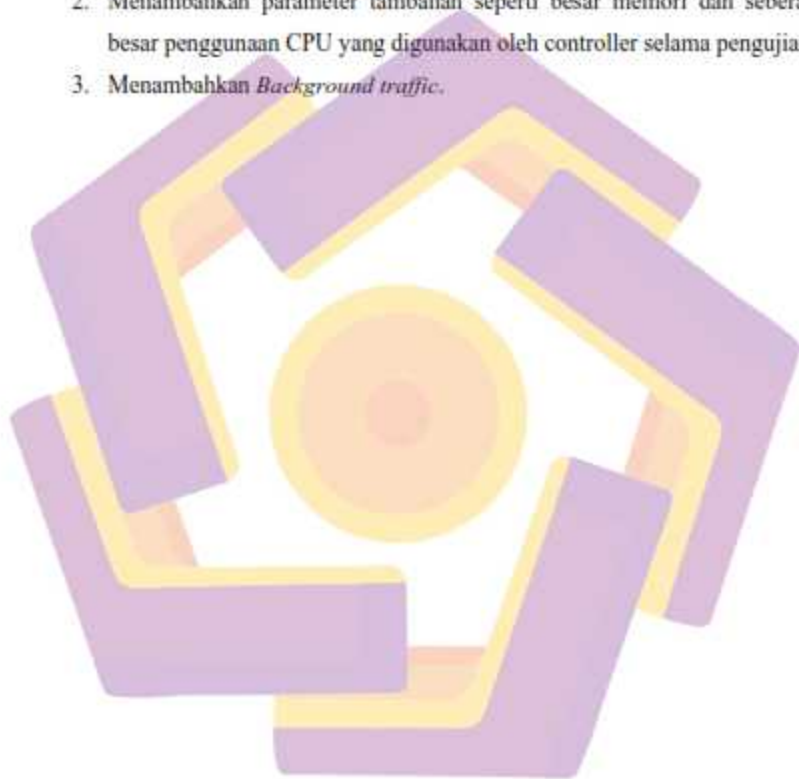 2. Menambahkan parameter tambahan seperti besar memori dan sebera
besar penggunaan CPU yang digunakan oleh controller selama pengujia
3. Menambahkan Background traffic.